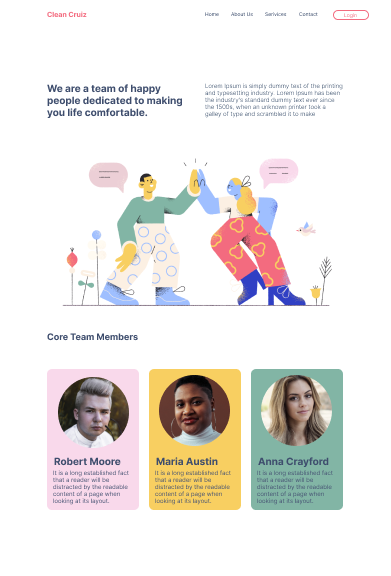 Clean Cruiz
Home
About Us
Serivices
Contact
Login
We are a team of happy
people dedicated to making
you life comfortable.
Lorem Ipsum is simply dummy text of the printing
and typesetting industry. Lorem Ipsum has been
the industry's standard dummy text ever since
the 1500s, when an unknown printer took a
galley of type and scrambled it to make
Core Team Members
Robert Moore
It is a long established fact
that a reader will be
distracted by the readable
content of a page when
looking at its layout.
Maria Austin
It is a long established fact
that a reader will be
distracted by the readable
content of a page when
looking at its layout.
Anna Crayford
It is a long established fact
that a reader will be
distracted by the readable
content of a page when
looking at its layout.